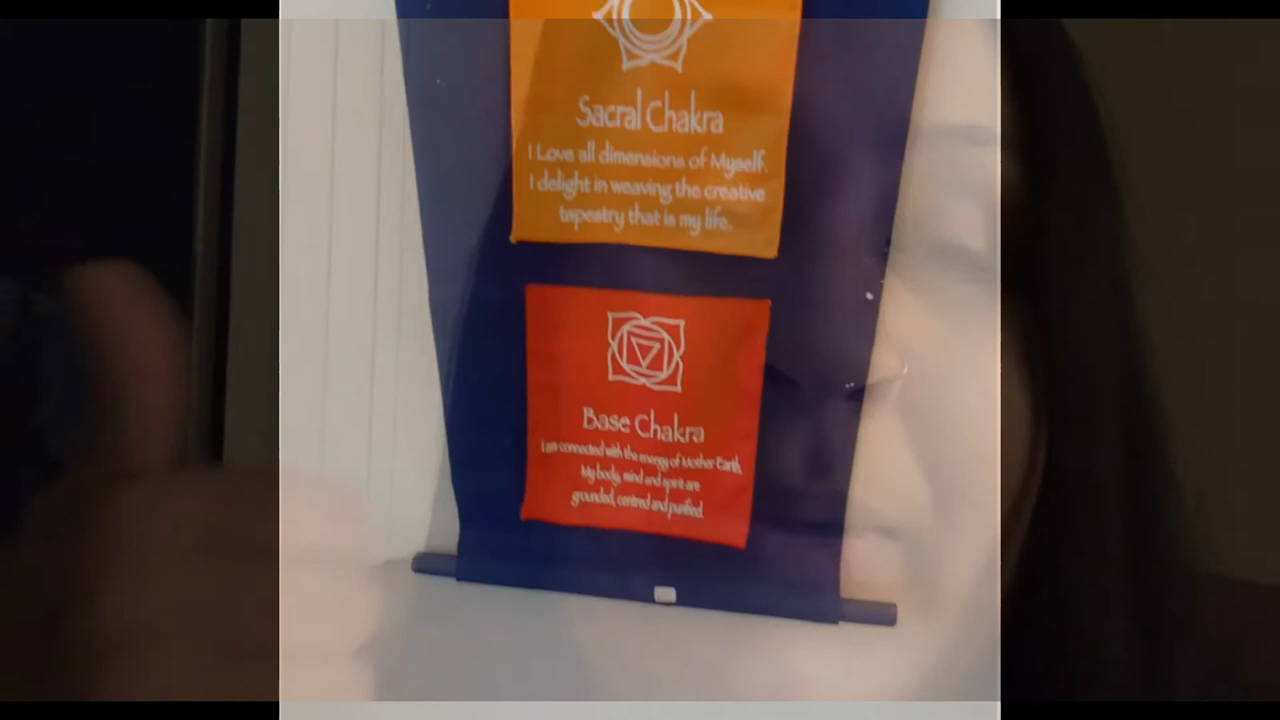 Sacral Chakra
I Love all dimensions of Myself.
I delight in weaving the creative
tapestry that is my life.
Base Chakra
I am connected with the energy of Mother Earth,
My body, mind and spirit are
grounded, centred and purified.